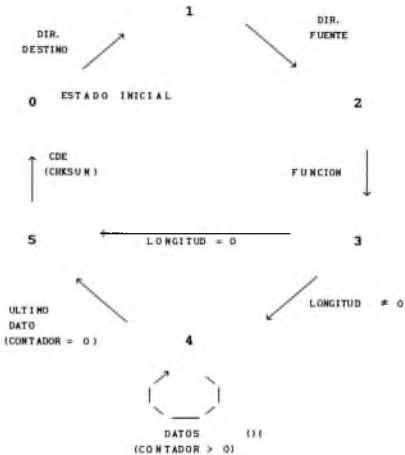 1
DIR.
DESTINO
DIR.
FUENTE
0 ESTADO INICIAL
2
CDE
(CHKSUM)
FUNCION
5
LONGITUD = 0
3
ULTIMO
DATO
(CONTADOR = 0)
LONGITUD ≠ 0
4
DATOS ()(
(CONTADOR > 0)